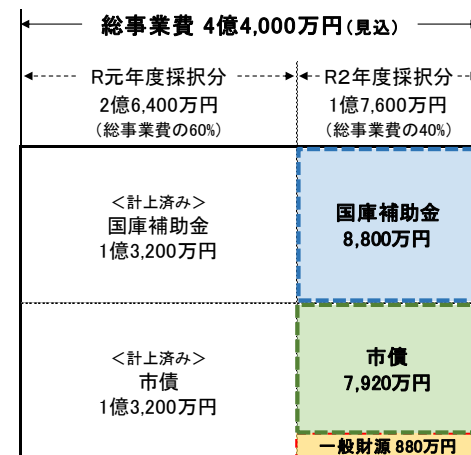 総事業費 4億4,000万円(見込)
R元年度採択分
2億6,400万円
(総事業費の60%)
R2年度採択分
1億7,600万円
(総事業費の40%)
<計上済み>
国庫補助金
1億3,200万円
国庫補助金
8,800万円
<計上済み>
市債
1億3,200万円
市債
7,920万円
一般財源 880万円